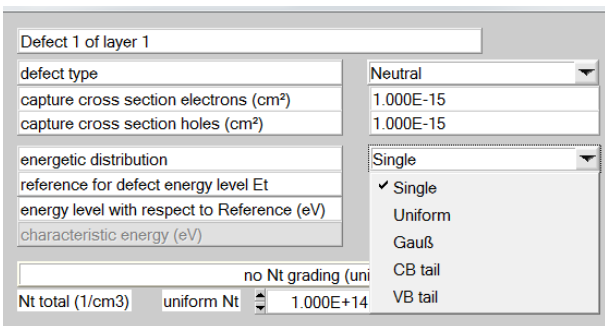 Defect 1 of layer 1
defect type Neutral
capture cross section electrons (cm²) 1.000E-15
capture cross section holes (cm²) 1.000E-15
energetic distribution Single
reference for defect energy level Et ✔ Single
energy level with respect to Reference (eV) Uniform
characteristic energy (eV) Gauß
no Nt grading (uni CB tail
Nt total (1/cm3) uniform Nt 1.000E+14 VB tail